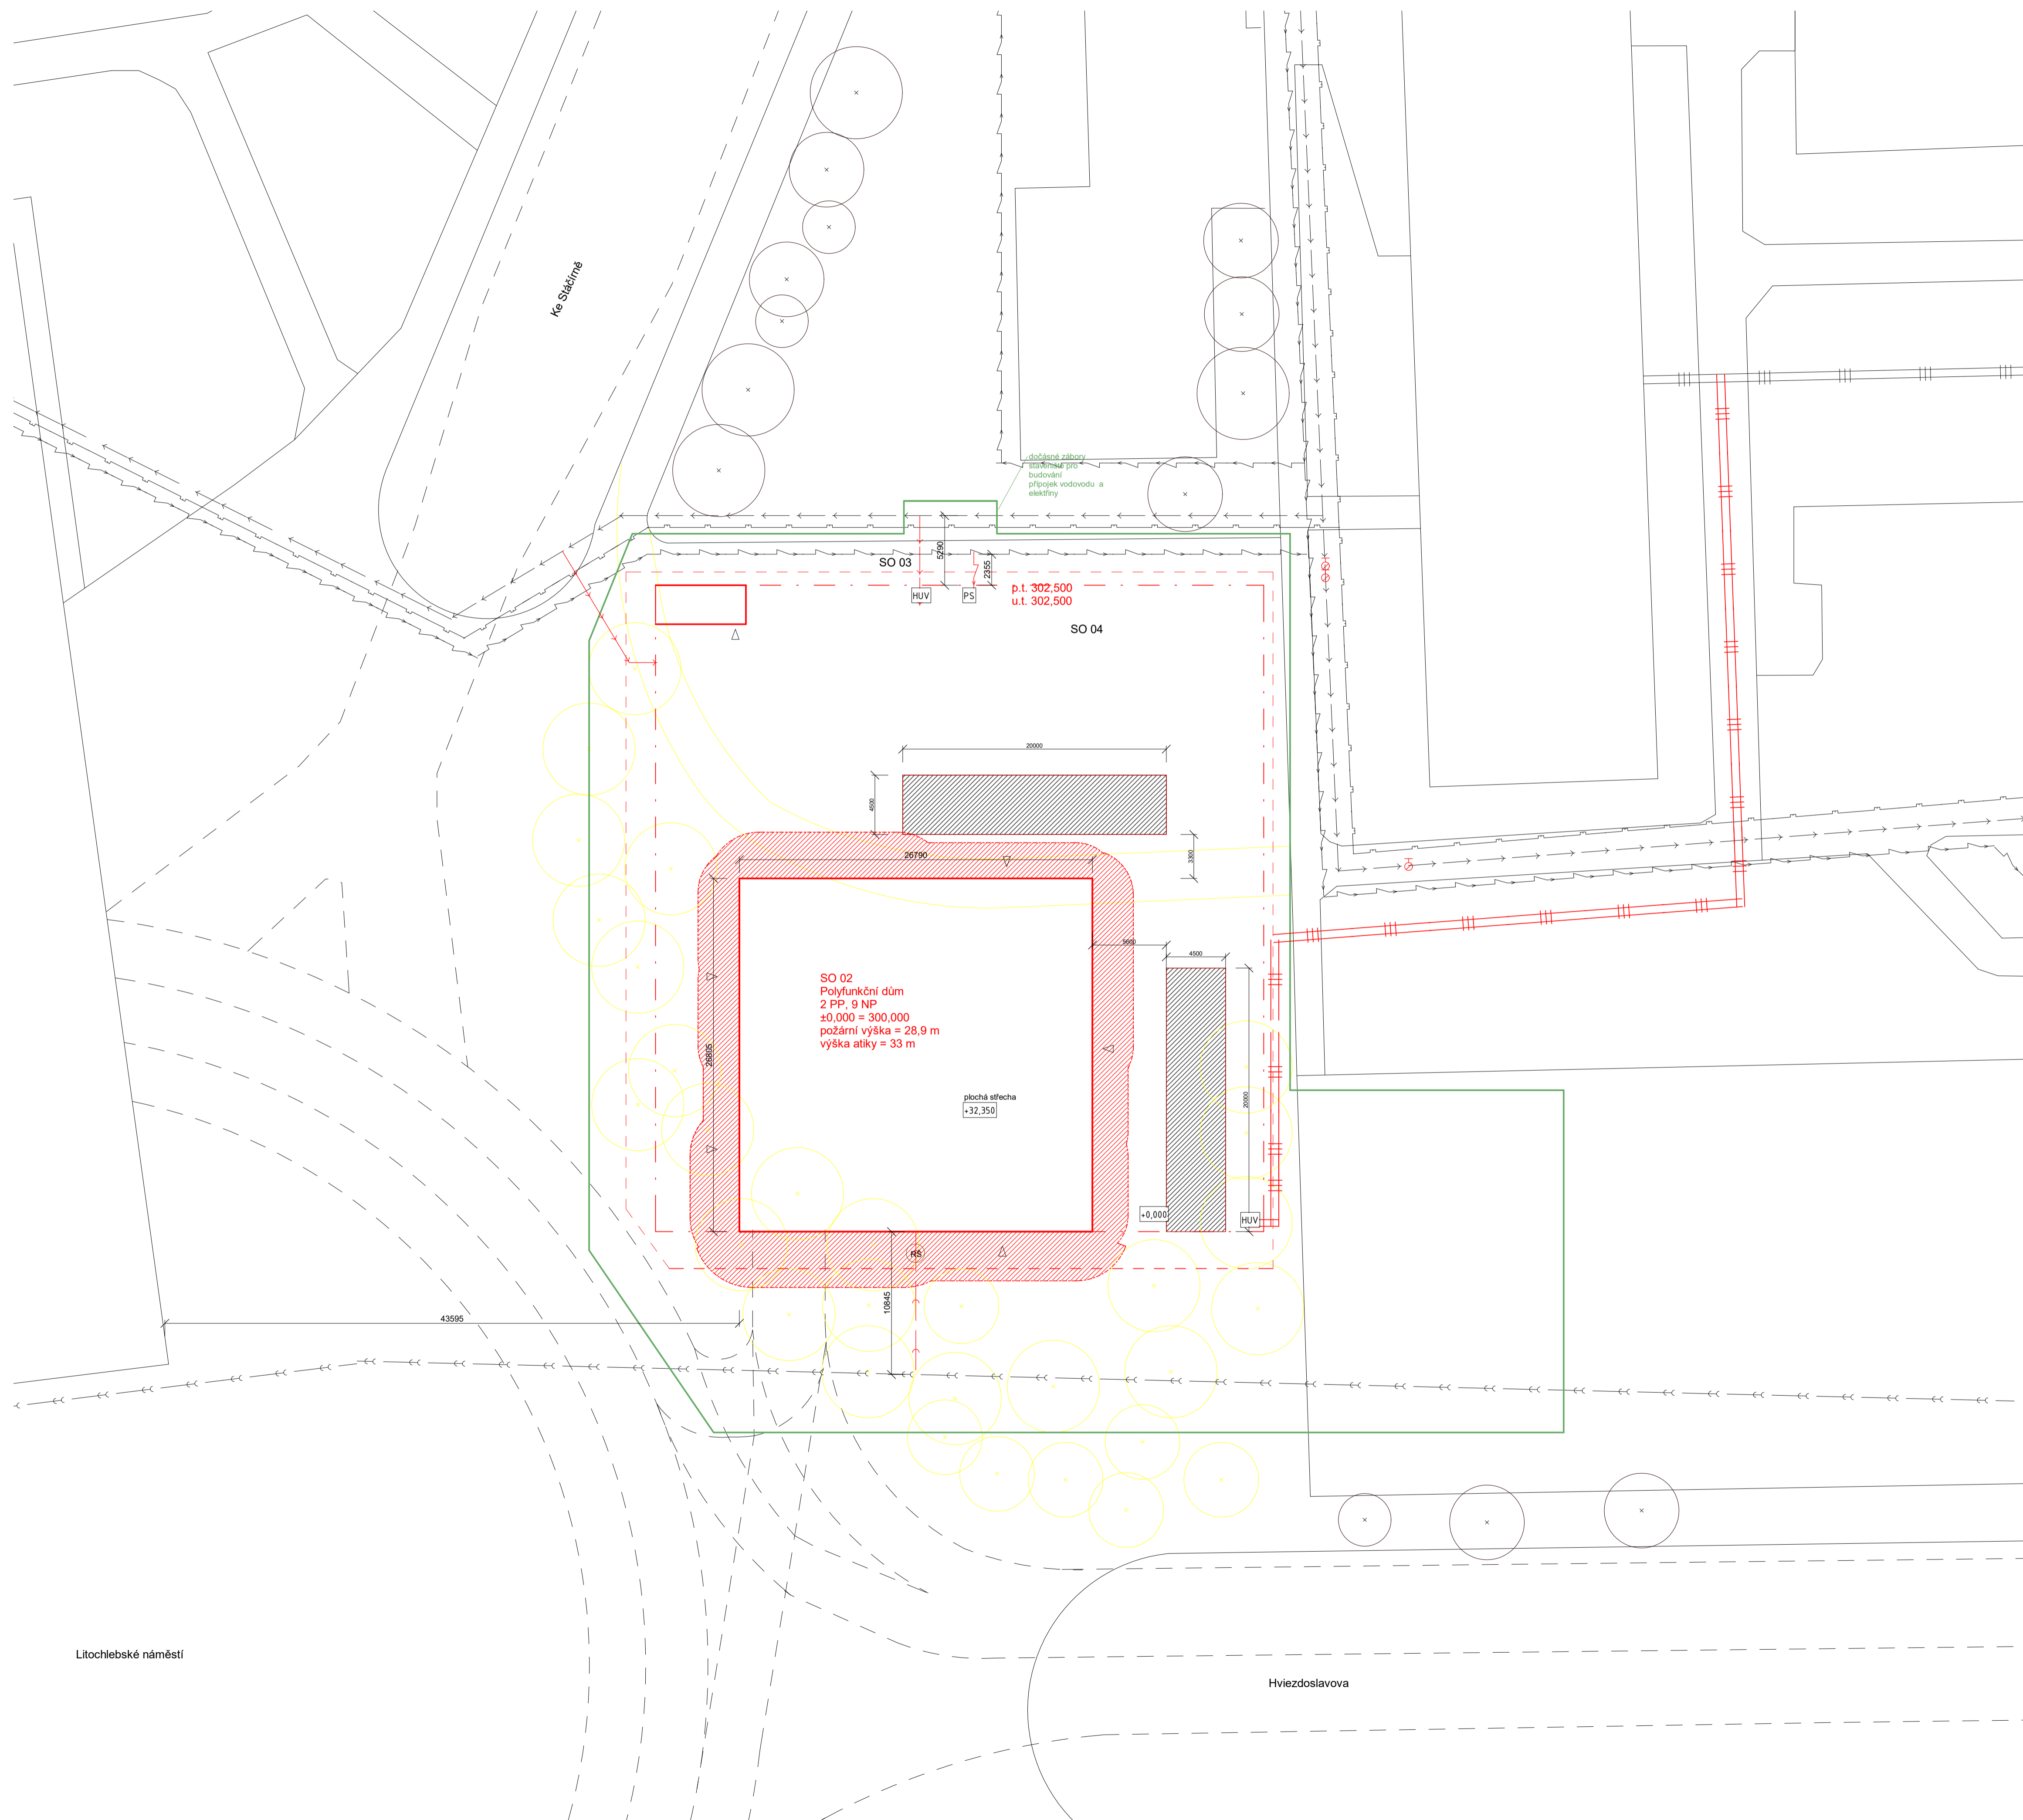 Ke Stáčírně
dočásné zábory
staveniště pro
budování
přípojek vodovodu a
elektřiny
SO 03
5290
2355
HUV
PS
p.t. 302,500
u.t. 302,500
SO 04
20000
4500
3300
26790
5600
4500
SO 02
Polyfunkční dům
2 PP, 9 NP
±0,000 = 300,000
požární výška = 28,9 m
výška atiky = 33 m
26805
plochá střecha
+32,350
20000
+0,000
HUV
RŠ
10845
43595
Litochlebské náměstí
Hviezdoslavova